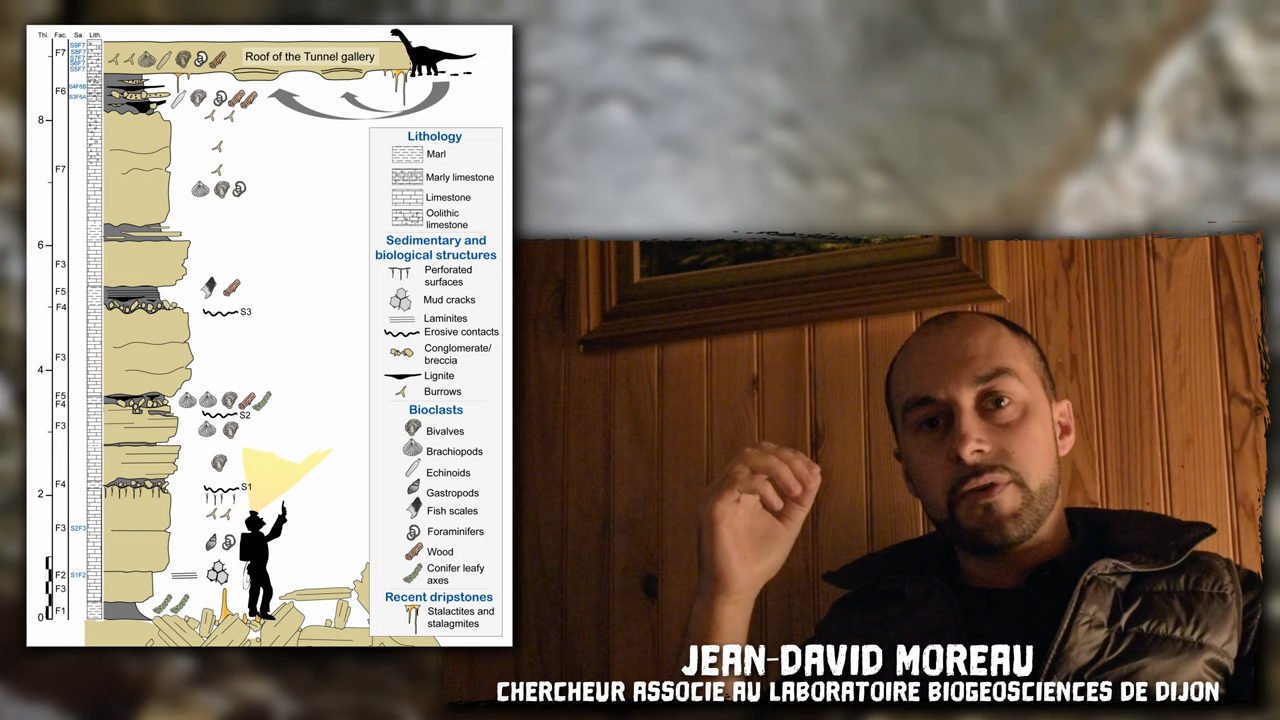 Thi. Fac. Sa. Lith.
S9F7
F7
S8F7
S7F7
S6F7
S5F7
Roof of the Tunnel gallery
S4F6B
F6
S3F6A
8
F7
6
F3
F5
F4
S3
F3
4
F5
F4
S2
F3
F4
S1
2
F3
S2F3
F2
S1F2
F3
F1
0
Lithology
Marl
Marly limestone
Limestone
Oolithic
limestone
Sedimentary and
biological structures
Perforated
surfaces
Mud cracks
Laminites
Erosive contacts
Conglomerate/
breccia
Lignite
Burrows
Bioclasts
Bivalves
Brachiopods
Echinoids
Gastropods
Fish scales
Foraminifers
Wood
Conifer leafy
axes
Recent dripstones
Stalactites and
stalagmites
JEAN-DAVID MOREAU
CHERCHEUR ASSOCIE AU LABORATOIRE BIOGEOSCIENCES DE DIJON